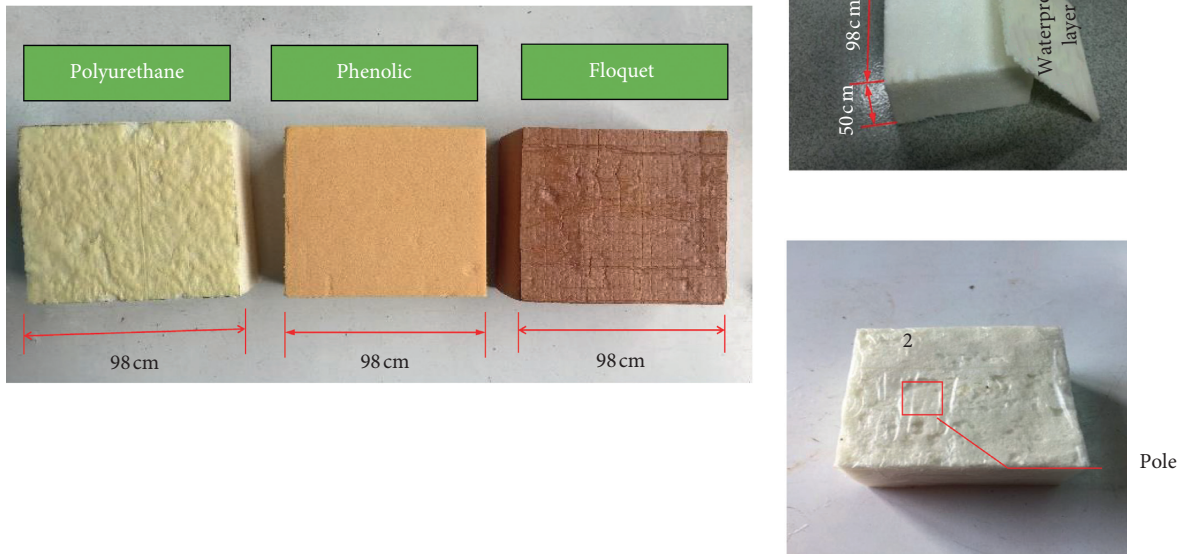 Polyurethane
Phenolic
Floquet
98 cm
98 cm
98 cm
98 cm
50 cm
layer
2
Pole